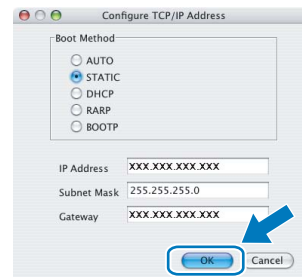 Configure TCP/IP Address
Boot Method
AUTO
STATIC
DHCP
RARP
BOOTP
IP Address XXX.XXX.XXX.XXX
Subnet Mask 255.255.255.0
Gateway XXX.XXX.XXX.XXX
OK Cancel